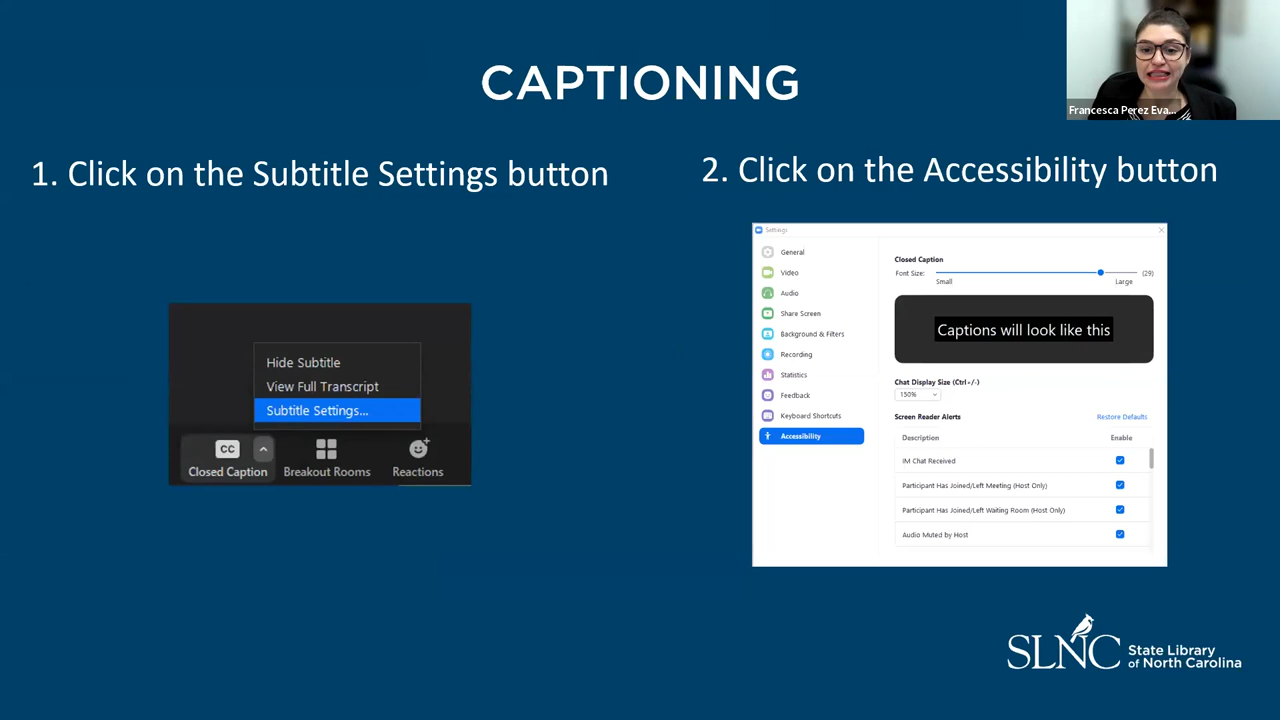 CAPTIONING
Francesca Perez Eva...
1. Click on the Subtitle Settings button
2. Click on the Accessibility button
Hide Subtitle
View Full Transcript
Subtitle Settings...
CC
Closed Caption
Breakout Rooms
Reactions
Settings
General
Video
Audio
Share Screen
Background & Filters
Recording
Statistics
Feedback
Keyboard Shortcuts
Accessibility
Closed Caption
Font Size:
(29)
Small
Large
Captions will look like this
Chat Display Size (Ctrl+/-)
150%
Screen Reader Alerts
Restore Defaults
Description
Enable
IM Chat Received
Participant Has Joined/Left Meeting (Host Only)
Participant Has Joined/Left Waiting Room (Host Only)
Audio Muted by Host
SLNC
State Library
of North Carolina